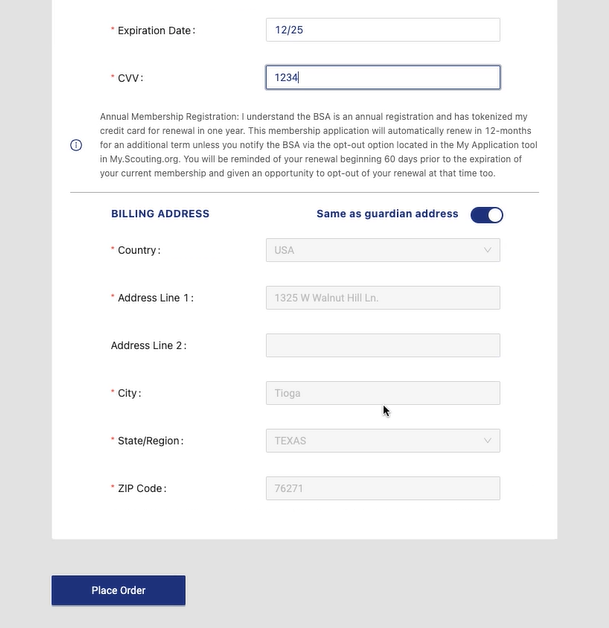 * Expiration Date :
12/25
* CVV :
1234
Annual Membership Registration: I understand the BSA is an annual registration and has tokenized my
credit card for renewal in one year. This membership application will automatically renew in 12-months
for an additional term unless you notify the BSA via the opt-out option located in the My Application tool
in My.Scouting.org. You will be reminded of your renewal beginning 60 days prior to the expiration of
your current membership and given an opportunity to opt-out of your renewal at that time too.
BILLING ADDRESS
Same as guardian address
* Country :
USA
* Address Line 1 :
1325 W Walnut Hill Ln.
Address Line 2 :
* City :
Tioga
* State/Region :
TEXAS
* ZIP Code :
76271
Place Order